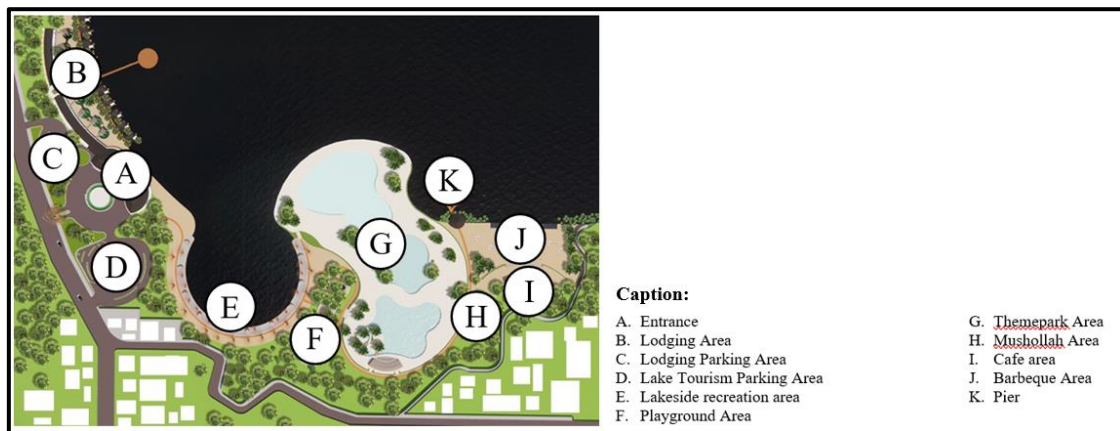 B
C
A
D
E
F
G
K
J
I
H
Caption:
A. Entrance
B. Lodging Area
C. Lodging Parking Area
D. Lake Tourism Parking Area
E. Lakeside recreation area
F. Playground Area
G. Themepark Area
H. Mushollah Area
I. Cafe area
J. Barbeque Area
K. Pier